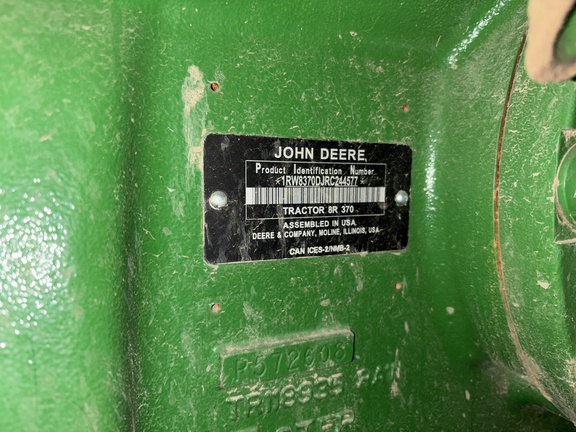 JOHN DEERE
Product Identification Number
*1RW8370DJRC244577*
TRACTOR 8R 370
ASSEMBLED IN USA
DEERE & COMPANY, MOLINE, ILLINOIS, USA
CAN ICES-2/NMB-2